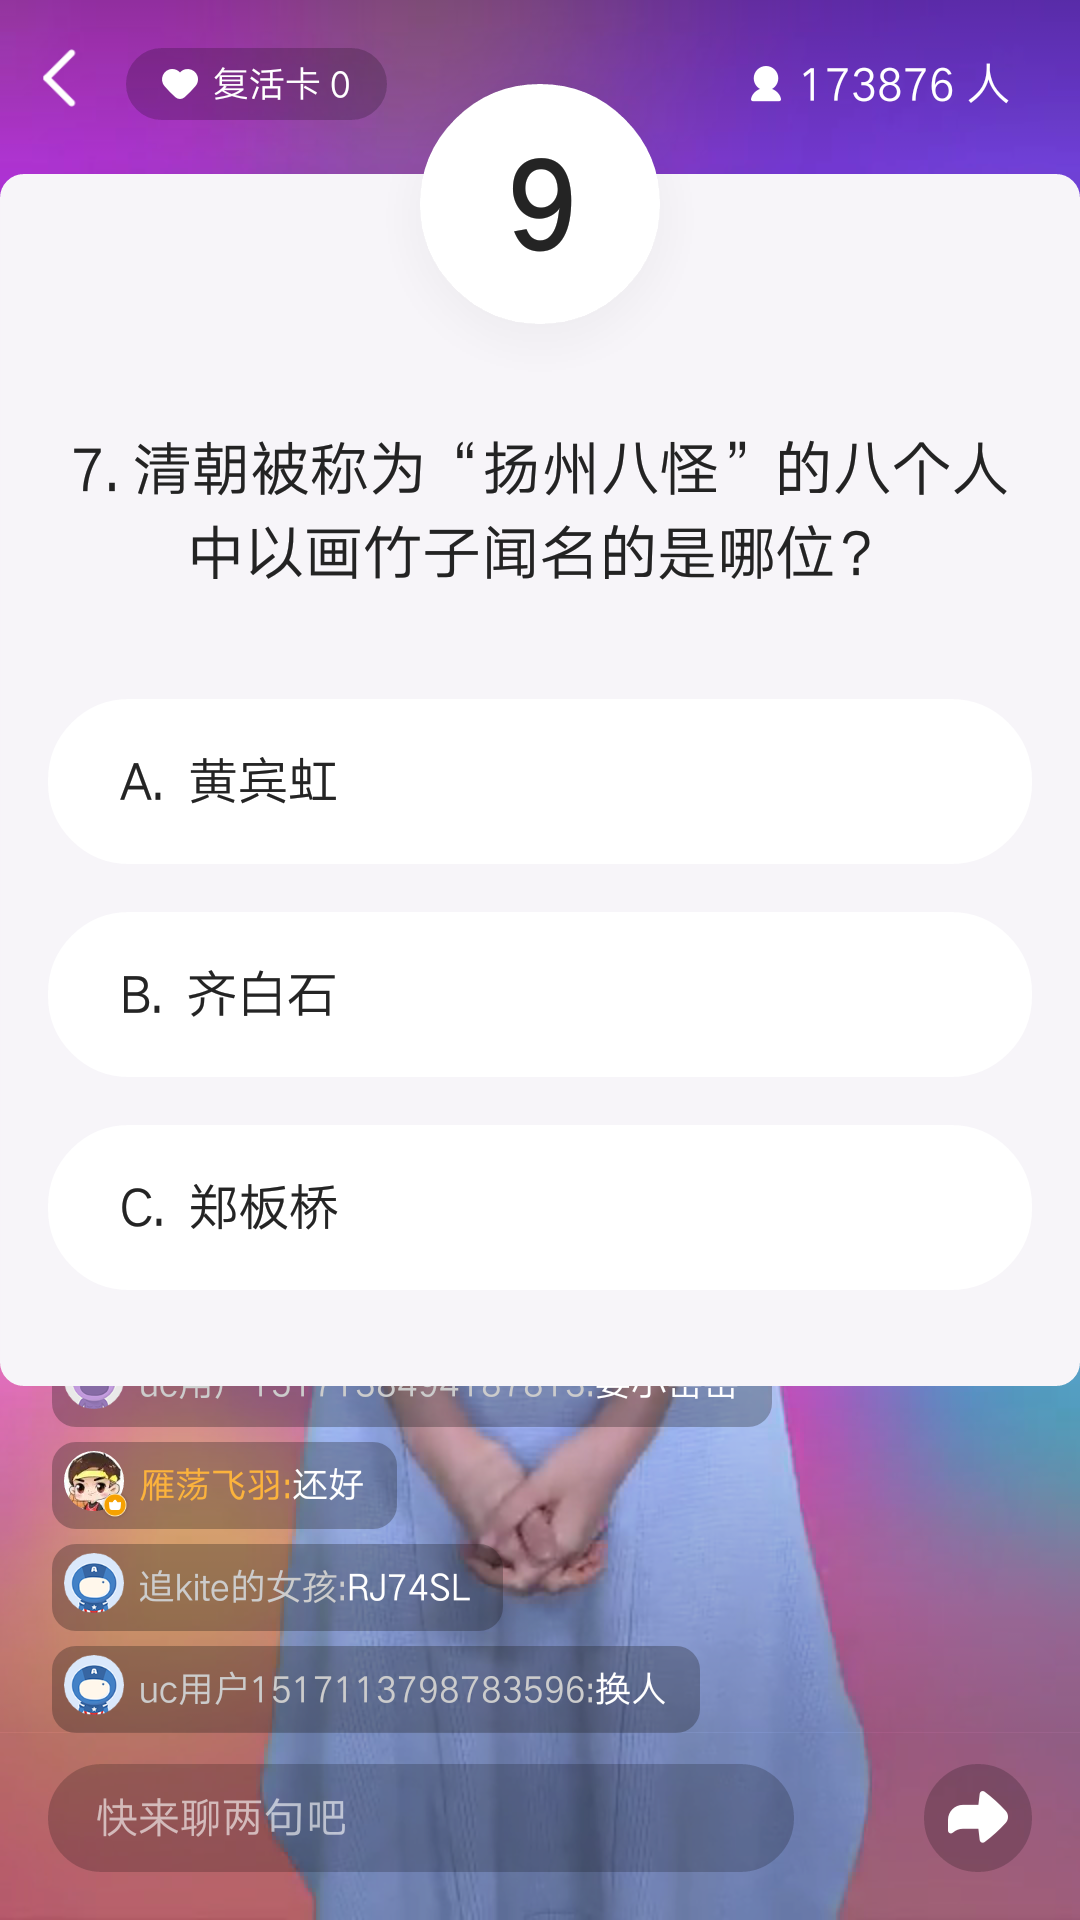 复活卡 0
173876 人
9
7. 清朝被称为“扬州八怪”的八个人
中以画竹子闻名的是哪位？
A. 黄宾虹
B. 齐白石
C. 郑板桥
雁荡飞羽:还好
追kite的女孩:RJ74SL
uc用户1517113798783596:换人
快来聊两句吧